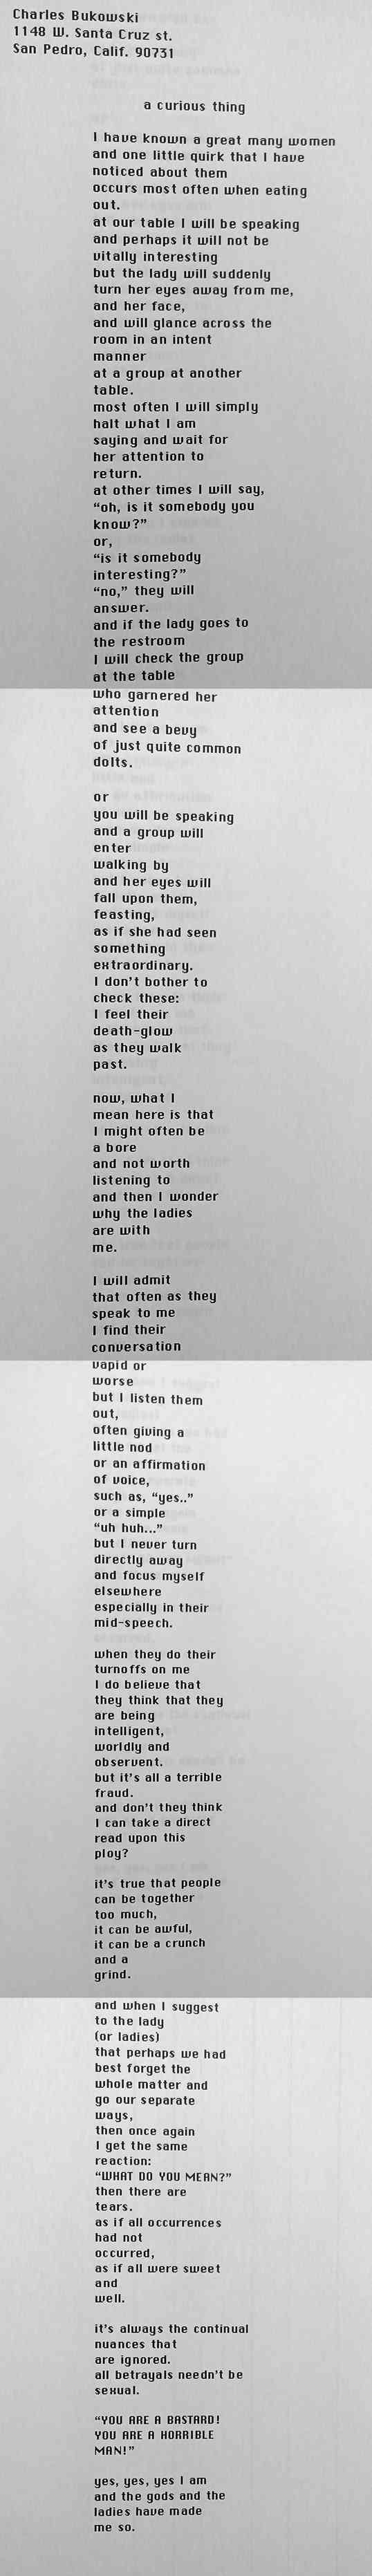 Charles Bukowski
1148 W. Santa Cruz st.
San Pedro, Calif. 90731
a curious thing
I have known a great many women
and one little quirk that I have
noticed about them
occurs most often when eating
out.
at our table I will be speaking
and perhaps it will not be
vitally interesting
but the lady will suddenly
turn her eyes away from me,
and her face,
and will glance across the
room in an intent
manner
at a group at another
table.
most often I will simply
halt what I am
saying and wait for
her attention to
return.
at other times I will say,
“oh, is it somebody you
know?”
or,
“is it somebody
interesting?”
“no,” they will
answer.
and if the lady goes to
the restroom
I will check the group
at the table
who garnered her
attention
and see a bevy
of just quite common
dolts.
or
you will be speaking
and a group will
enter
walking by
and her eyes will
fall upon them,
feasting,
as if she had seen
something
extraordinary.
I don't bother to
check these:
I feel their
death-glow
as they walk
past.
now, what I
mean here is that
I might often be
a bore
and not worth
listening to
and then I wonder
why the ladies
are with
me.
I will admit
that often as they
speak to me
I find their
conversation
vapid or
worse
but I listen them
out,
often giving a
little nod
or an affirmation
of voice,
such as, “yes..”
or a simple
“uh huh...”
but I never turn
directly away
and focus myself
elsewhere
especially in their
mid-speech.
when they do their
turnoffs on me
I do believe that
they think that they
are being
intelligent,
worldly and
observent.
but it's all a terrible
fraud.
and don't they think
I can take a direct
read upon this
ploy?
it's true that people
can be together
too much,
it can be awful,
it can be a crunch
and a
grind.
and when I suggest
to the lady
(or ladies)
that perhaps we had
best forget the
whole matter and
go our separate
ways,
then once again
I get the same
reaction:
“WHAT DO YOU MEAN?”
then there are
tears.
as if all occurrences
had not
occurred,
as if all were sweet
and
well.
it's always the continual
nuances that
are ignored.
all betrayals needn't be
sexual.
“YOU ARE A BASTARD!
YOU ARE A HORRIBLE
MAN!”
yes, yes, yes I am
and the gods and the
ladies have made
me so.